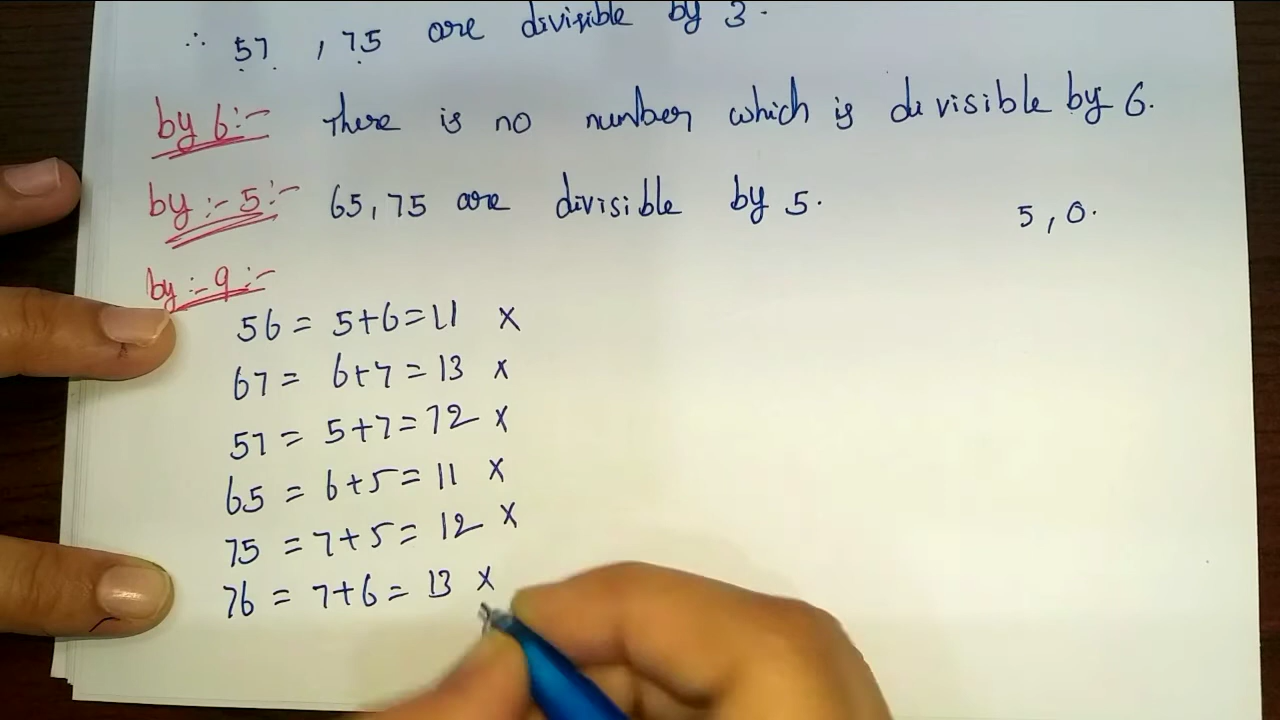 ∴ 57 , 75 are divisible by 3.
by 6:- there is no number which is devisible by 6.
by:-5:- 65,75 are divisible by 5. 5,0.
by:-9:-
56 = 5+6=11 x
67 = 6+7=13 x
57 = 5+7=12 x
65 = 6+5=11 x
75 = 7+5=12 x
76 = 7+6=13 x